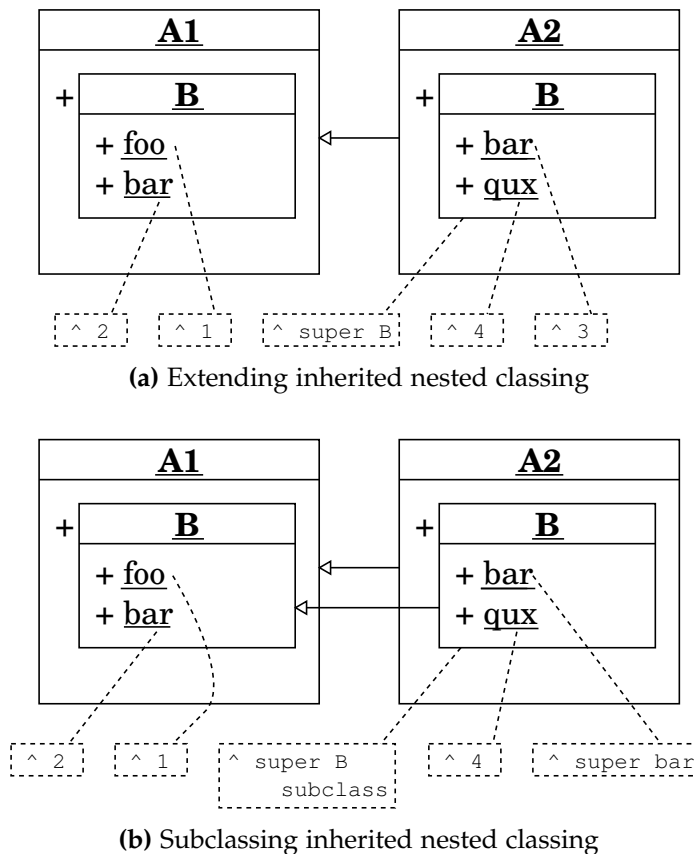 A1 A2
+ B + B
+ foo + bar
+ bar + qux
^ 2 ^ 1 ^ super B ^ 4 ^ 3
(a) Extending inherited nested classing
A1 A2
+ B + B
+ foo + bar
+ bar + qux
^ 2 ^ 1 ^ super B ^ 4 ^ super bar
subclass
(b) Subclassing inherited nested classing